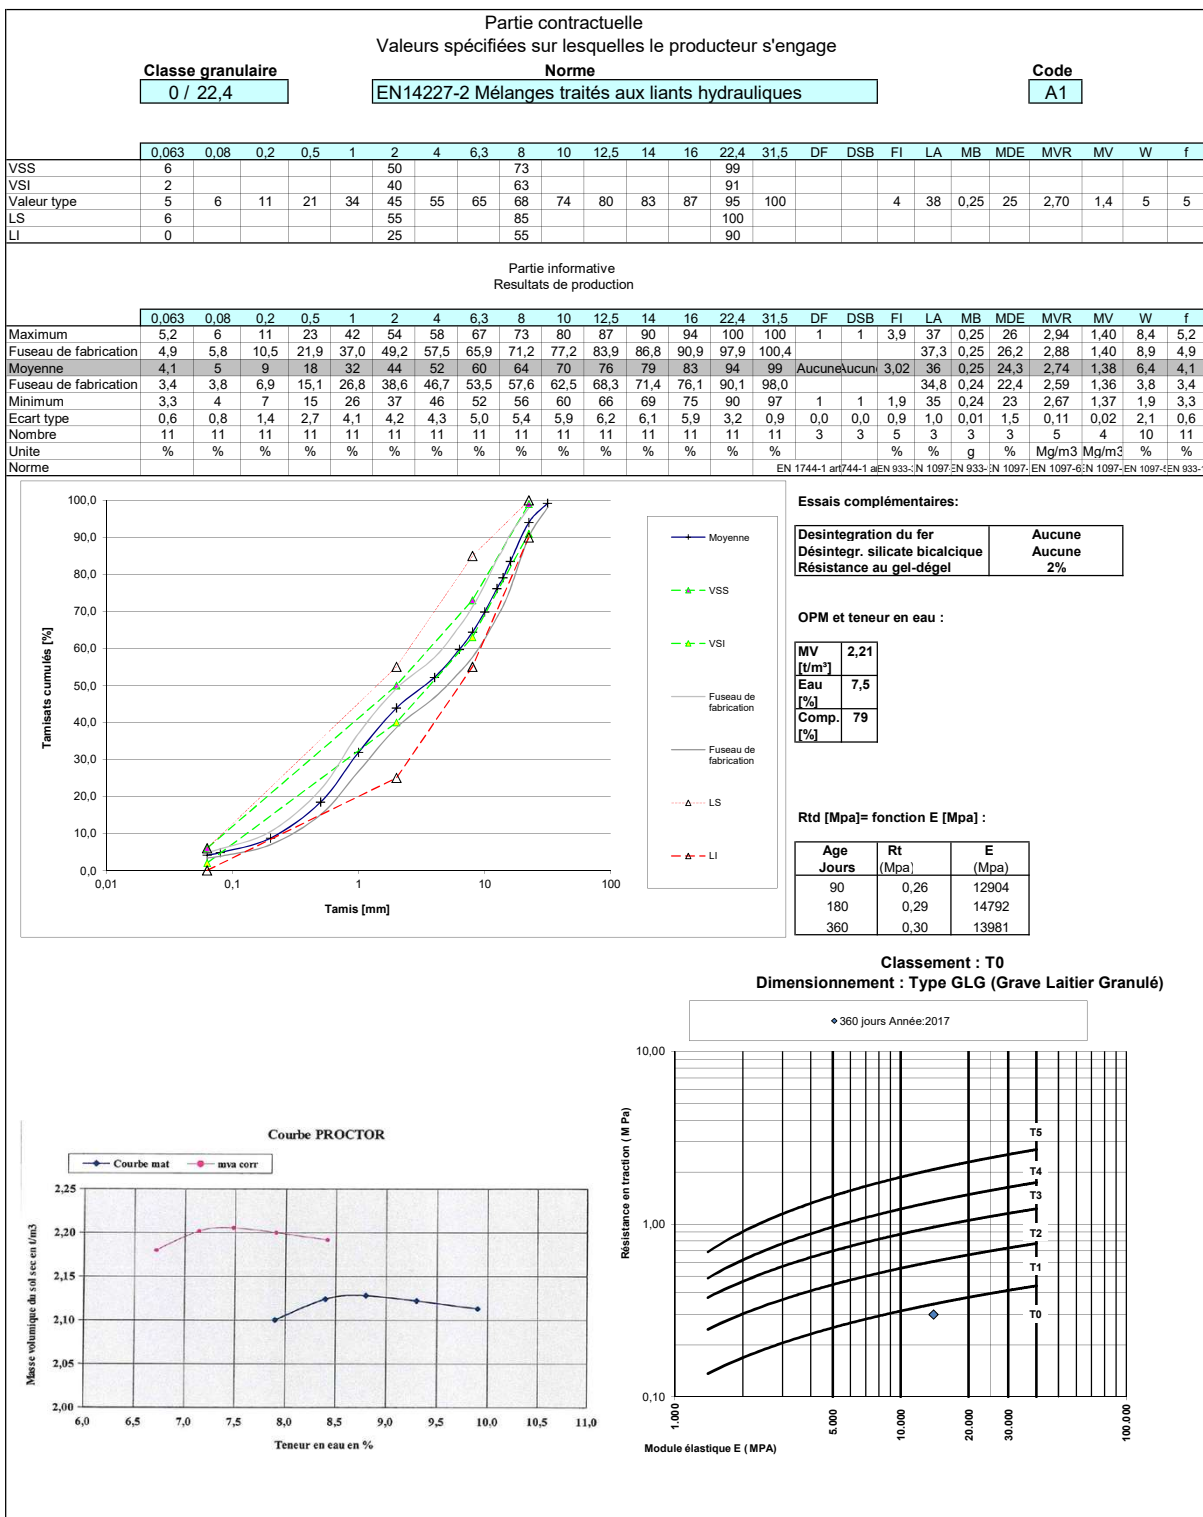 Partie contractuelle
Valeurs spécifiées sur lesquelles le producteur s'engage
Classe granulaire Norme Code
0 / 22,4 EN14227-2 Mélanges traités aux liants hydrauliques A1
0,063 0,08 0,2 0,5 1 2 4 6,3 8 10 12,5 14 16 22,4 31,5 DF DSB FI LA MB MDE MVR MV W f
VSS 6 50 73 99
VSI 2 40 63 91
Valeur type 5 6 11 21 34 45 55 65 68 74 80 83 87 95 100 4 38 0,25 25 2,70 1,4 5 5
LS 6 55 85 100
LI 0 25 55 90
Partie informative
Resultats de production
0,063 0,08 0,2 0,5 1 2 4 6,3 8 10 12,5 14 16 22,4 31,5 DF DSB FI LA MB MDE MVR MV W f
Maximum 5,2 6 11 23 42 54 58 67 73 80 87 90 94 100 100 1 1 3,9 37 0,25 26 2,94 1,40 8,4 5,2
Fuseau de fabrication 4,9 5,8 10,5 21,9 37,0 49,2 57,5 65,9 71,2 77,2 83,9 86,8 90,9 97,9 100,4 37,3 0,25 26,2 2,88 1,40 8,9 4,9
Moyenne 4,1 5 9 18 32 44 52 60 64 70 76 79 83 94 99 Aucune Aucune 3,02 36 0,25 24,3 2,74 1,38 6,4 4,1
Fuseau de fabrication 3,4 3,8 6,9 15,1 26,8 38,6 46,7 53,5 57,6 62,5 68,3 71,4 76,1 90,1 98,0 34,8 0,24 22,4 2,59 1,36 3,8 3,4
Minimum 3,3 4 7 15 26 37 46 52 56 60 66 69 75 90 97 1 1 1,9 35 0,24 23 2,67 1,37 1,9 3,3
Ecart type 0,6 0,8 1,4 2,7 4,1 4,2 4,3 5,0 5,4 5,9 6,2 6,1 5,9 3,2 0,9 0,0 0,0 0,9 1,0 0,01 1,5 0,11 0,02 2,1 0,6
Nombre 11 11 11 11 11 11 11 11 11 11 11 11 11 11 11 3 3 5 3 3 3 5 4 10 11
Unite % % % % % % % % % % % % % % % % % g % Mg/m3 Mg/m3 % %
Norme EN 1744-1 art 744-1 a EN 933- N 1097- EN 933- EN 1097- EN 1097-6 EN 1097- EN 1097- EN 933-
100,0
90,0
80,0
70,0
60,0
50,0
40,0
30,0
20,0
10,0
0,0
0,01 0,1 1 10 100
Tamisats cumulés [%]
Tamis [mm]
Moyenne
VSS
VSI
Fuseau de
fabrication
Fuseau de
fabrication
LS
LI
Essais complémentaires:
Desintegration du fer Aucune
Désintegr. silicate bicalcique Aucune
Résistance au gel-dégel 2%
OPM et teneur en eau :
MV 2,21
[t/m³]
Eau 7,5
[%]
Comp. 79
[%]
Rtd [Mpa]= fonction E [Mpa] :
Age Rt E
Jours (Mpa) (Mpa)
90 0,26 12904
180 0,29 14792
360 0,30 13981
Classement : T0
Dimensionnement : Type GLG (Grave Laitier Granulé)
360 jours Année:2017
10,00
1,00
0,10
Résistance en traction ( M Pa)
T5
T4
T3
T2
T1
T0
1.000 5.000 10.000 20.000 30.000 100.000
Module élastique E ( MPA)
Courbe PROCTOR
Courbe mat mva corr
2,25
2,20
2,15
2,10
2,05
2,00
Masse volumique du sol sec en t/m3
6,0 6,5 7,0 7,5 8,0 8,5 9,0 9,5 10,0 10,5 11,0
Teneur en eau en %